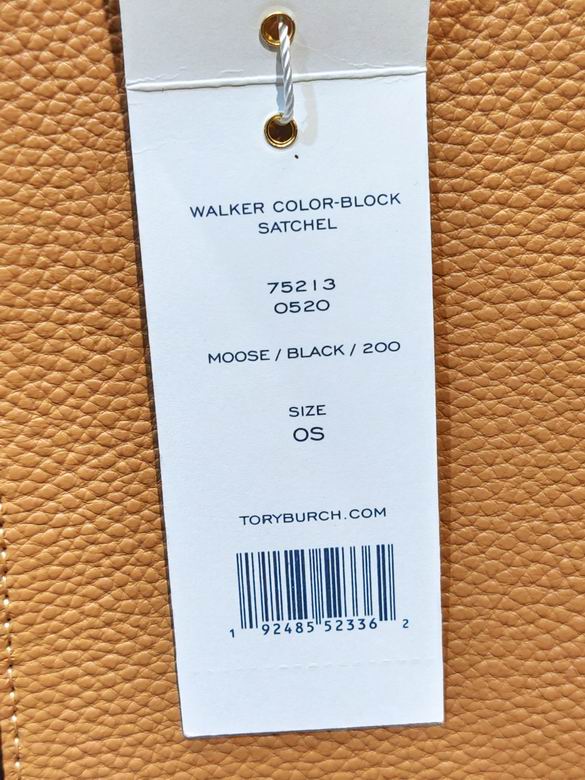 WALKER COLOR-BLOCK
SATCHEL
75213
0520
MOOSE / BLACK / 200
SIZE
OS
TORYBURCH.COM
1 92485 52336 2